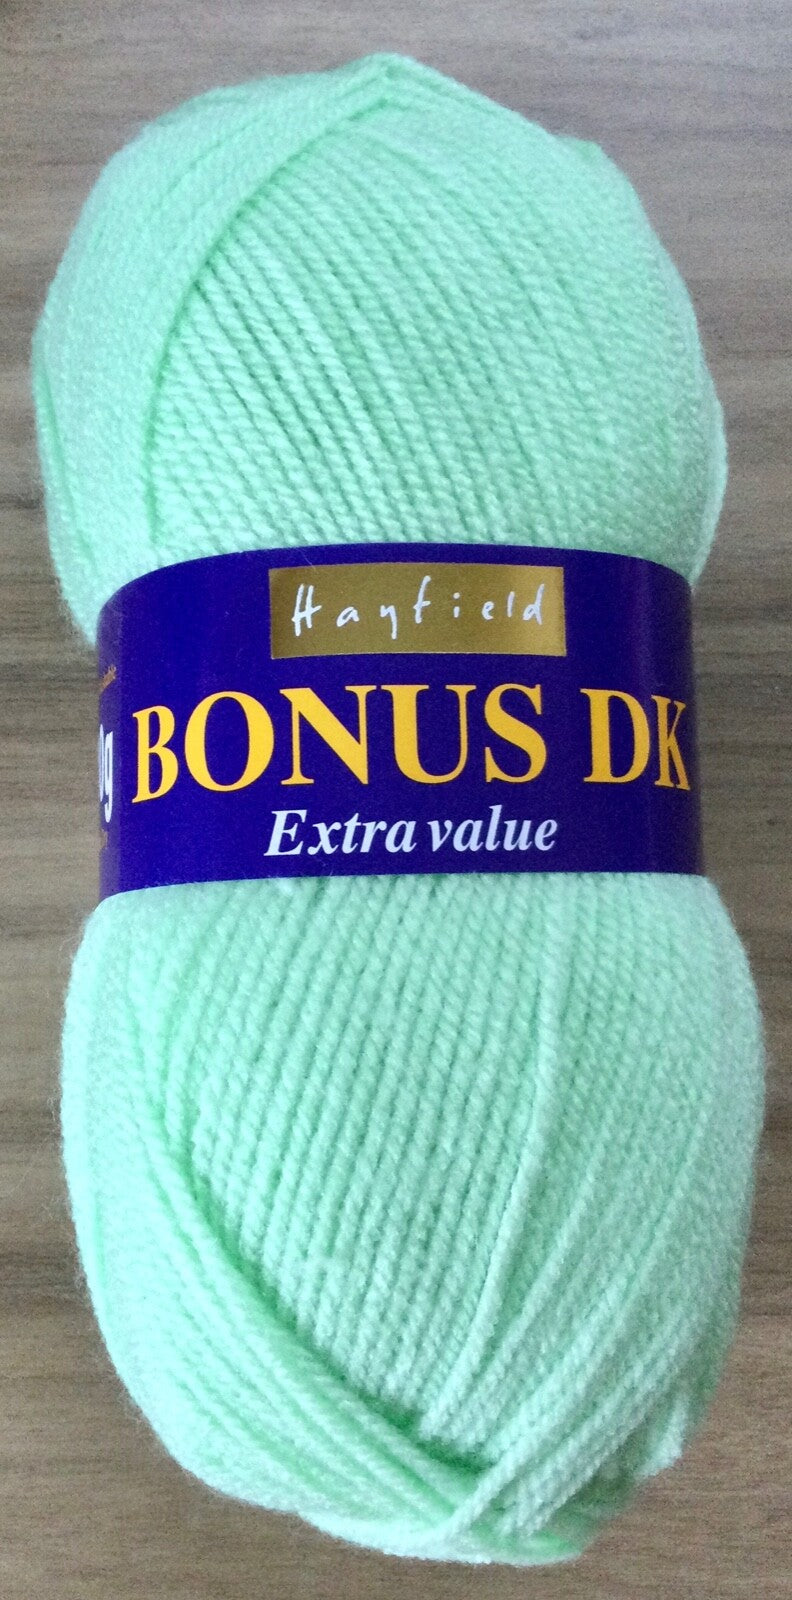 Hayfield
BONUS DK
Extra value